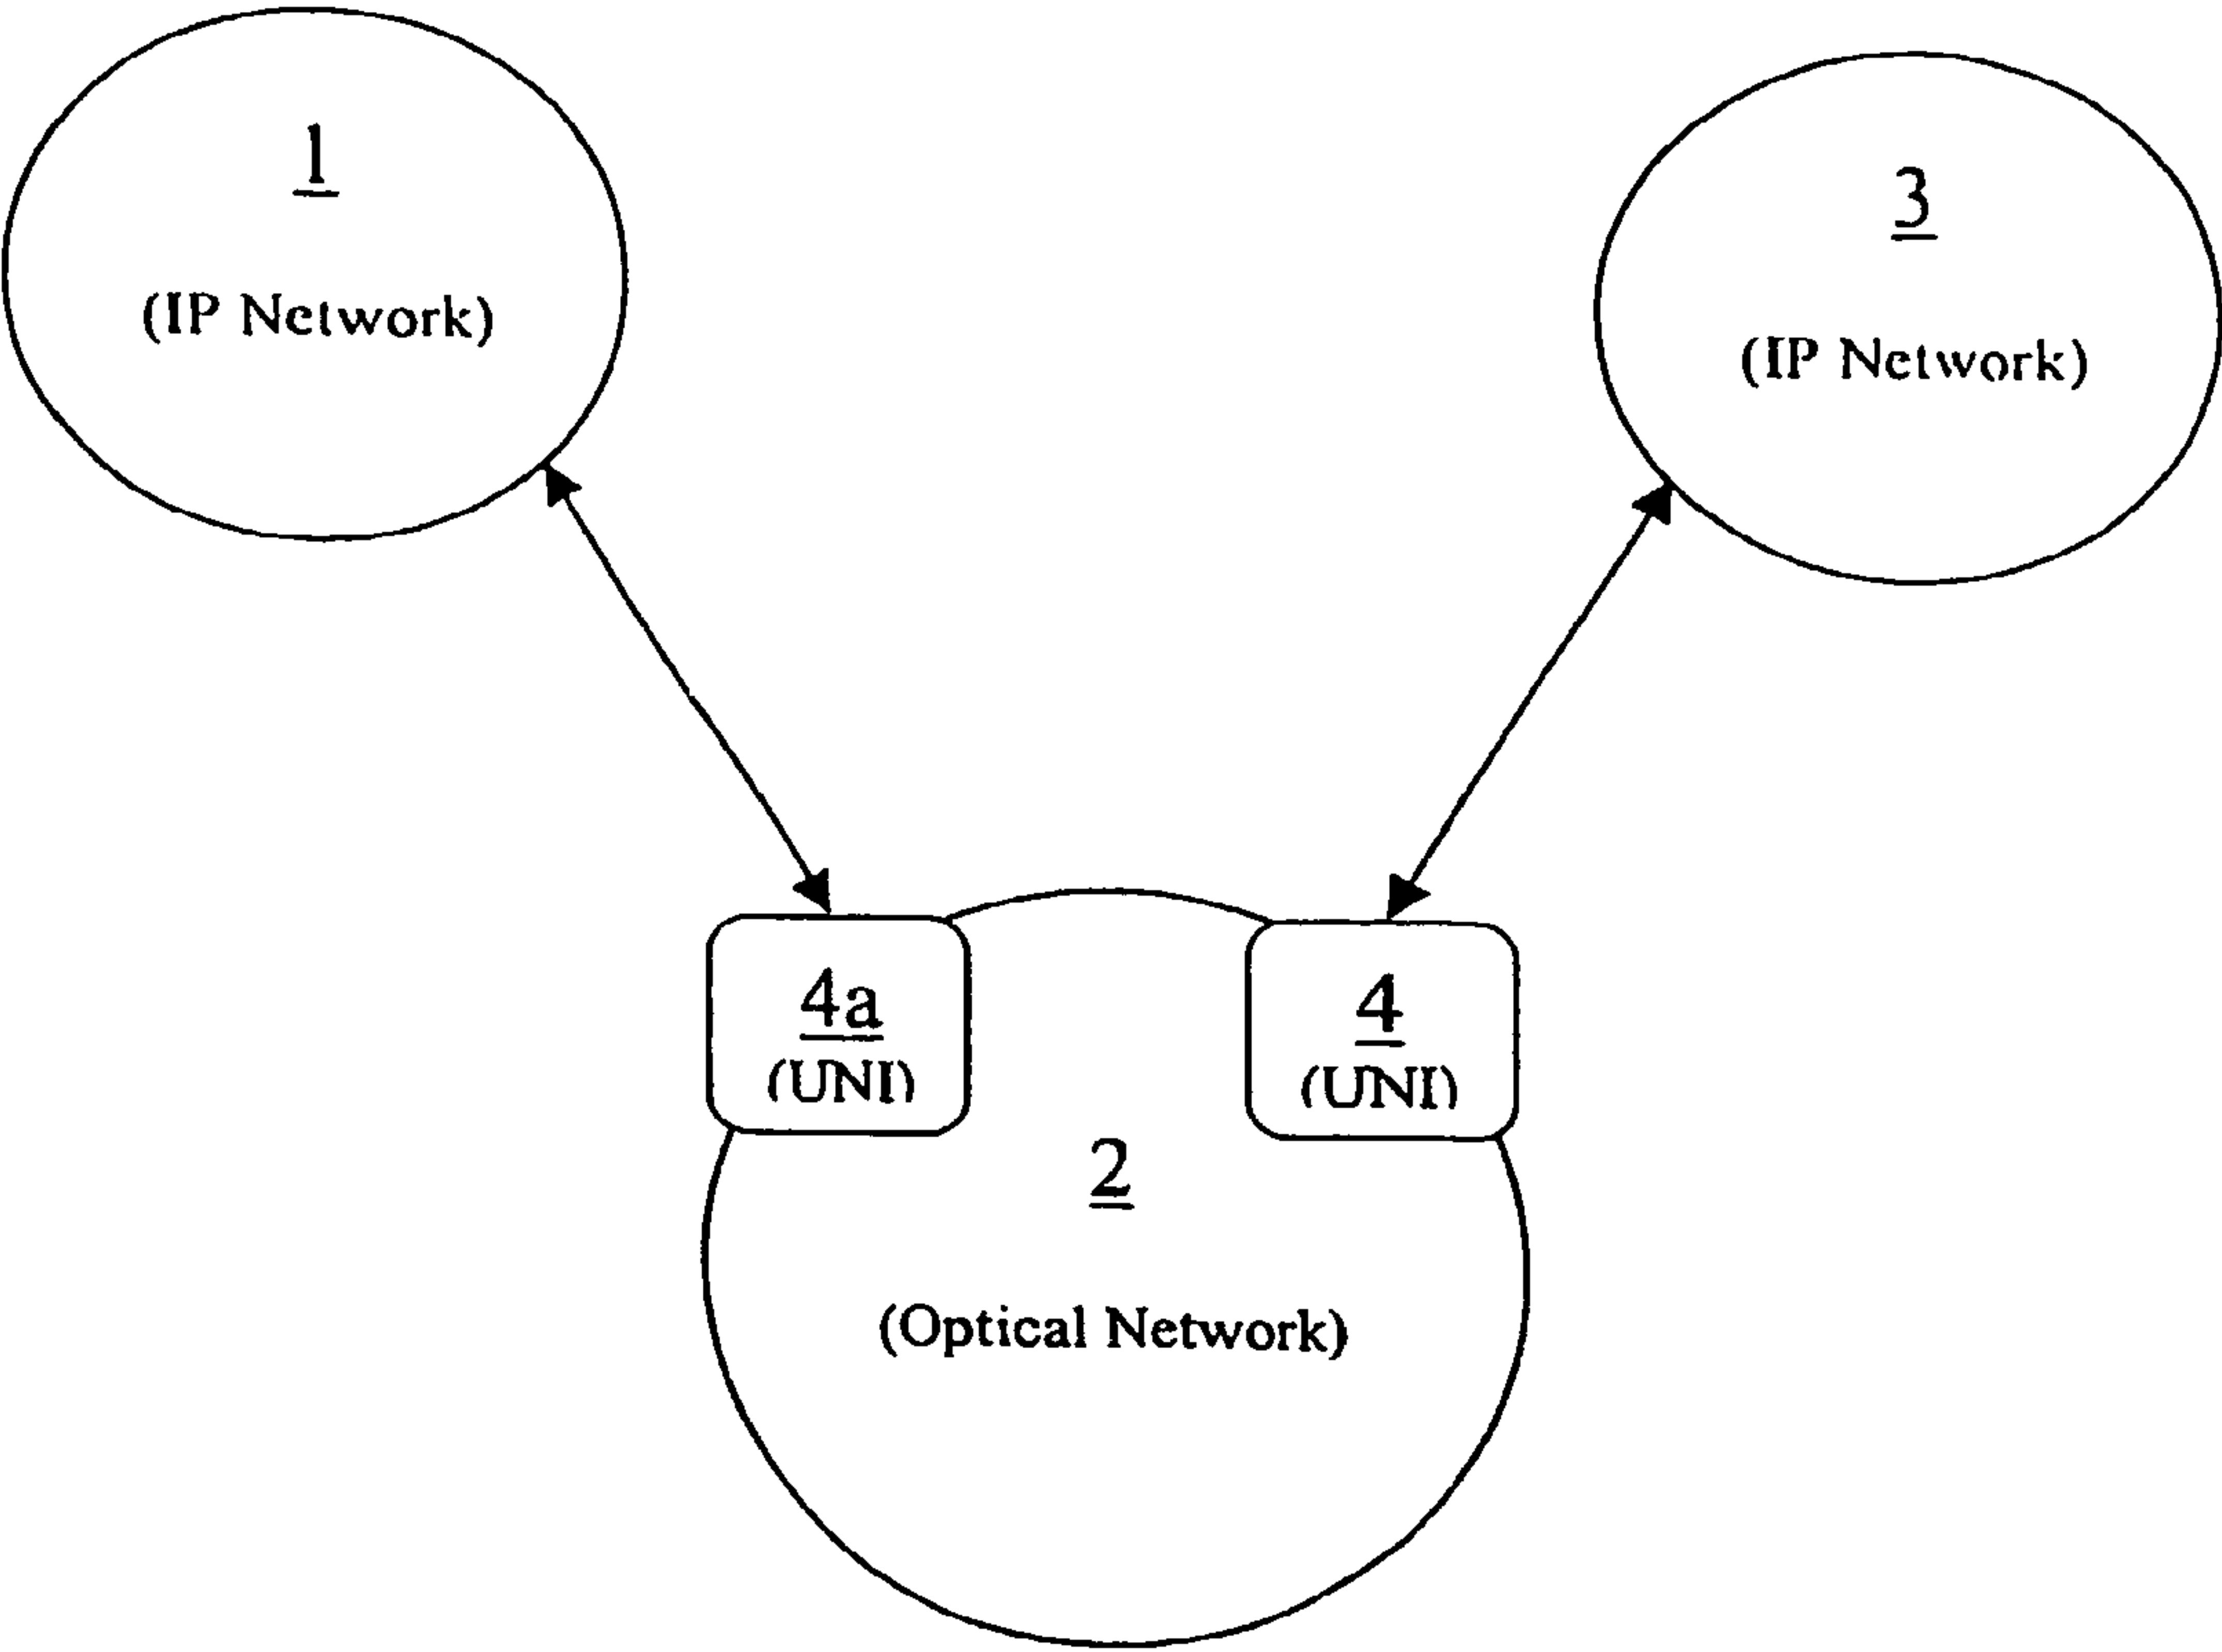 1
(IP Network)
3
(IP Network)
4a
(UNI)
4
(UNI)
2
(Optical Network)